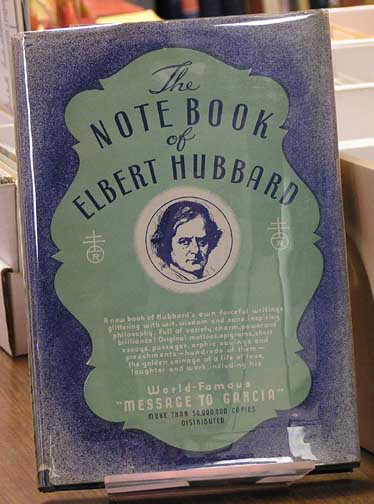 The
NOTE BOOK
of
ELBERT HUBBARD
R
R
A new book of Hubbard's own forceful writings
glittering with wit, wisdom and sane, inspiring
philosophy. Full of variety, charm, power and
brilliance! Original mottoes, epigrams, short
essays, passages, orphic sayings and
preachments—hundreds of them—
the golden coinage of a life of love,
laughter and work, including his
World-Famous
"MESSAGE TO GARCIA"
MORE THAN 50,000,000 COPIES
DISTRIBUTED